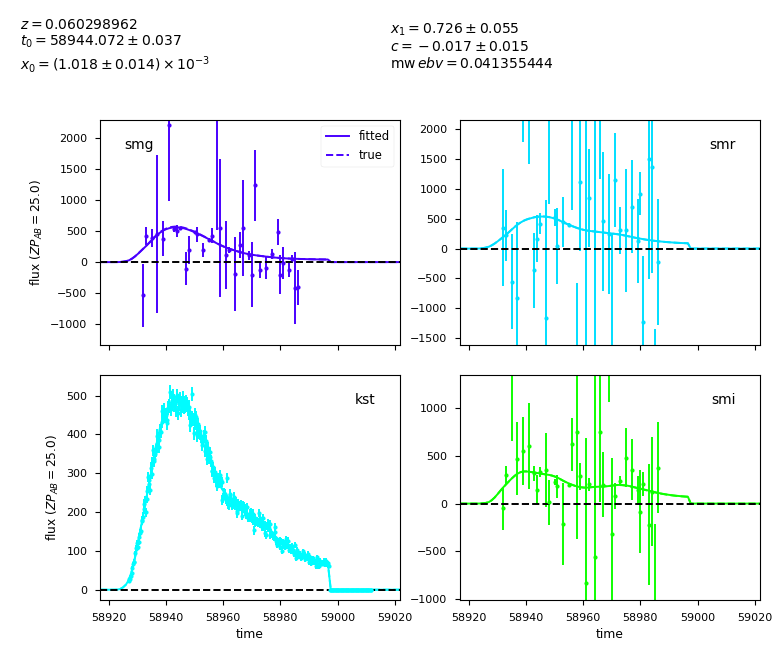 z = 0.060298962
t₀ = 58944.072 ± 0.037
x₀ = (1.018 ± 0.014) × 10⁻³
x₁ = 0.726 ± 0.055
c = −0.017 ± 0.015
mw ebv = 0.041355444
smg
fitted
true
2000
1500
1000
500
0
−500
−1000
flux (ZP_AB = 25.0)
smr
2000
1500
1000
500
0
−500
−1000
−1500
kst
500
400
300
200
100
0
flux (ZP_AB = 25.0)
58920 58940 58960 58980 59000 59020
time
smi
1000
500
0
−500
−1000
58920 58940 58960 58980 59000 59020
time